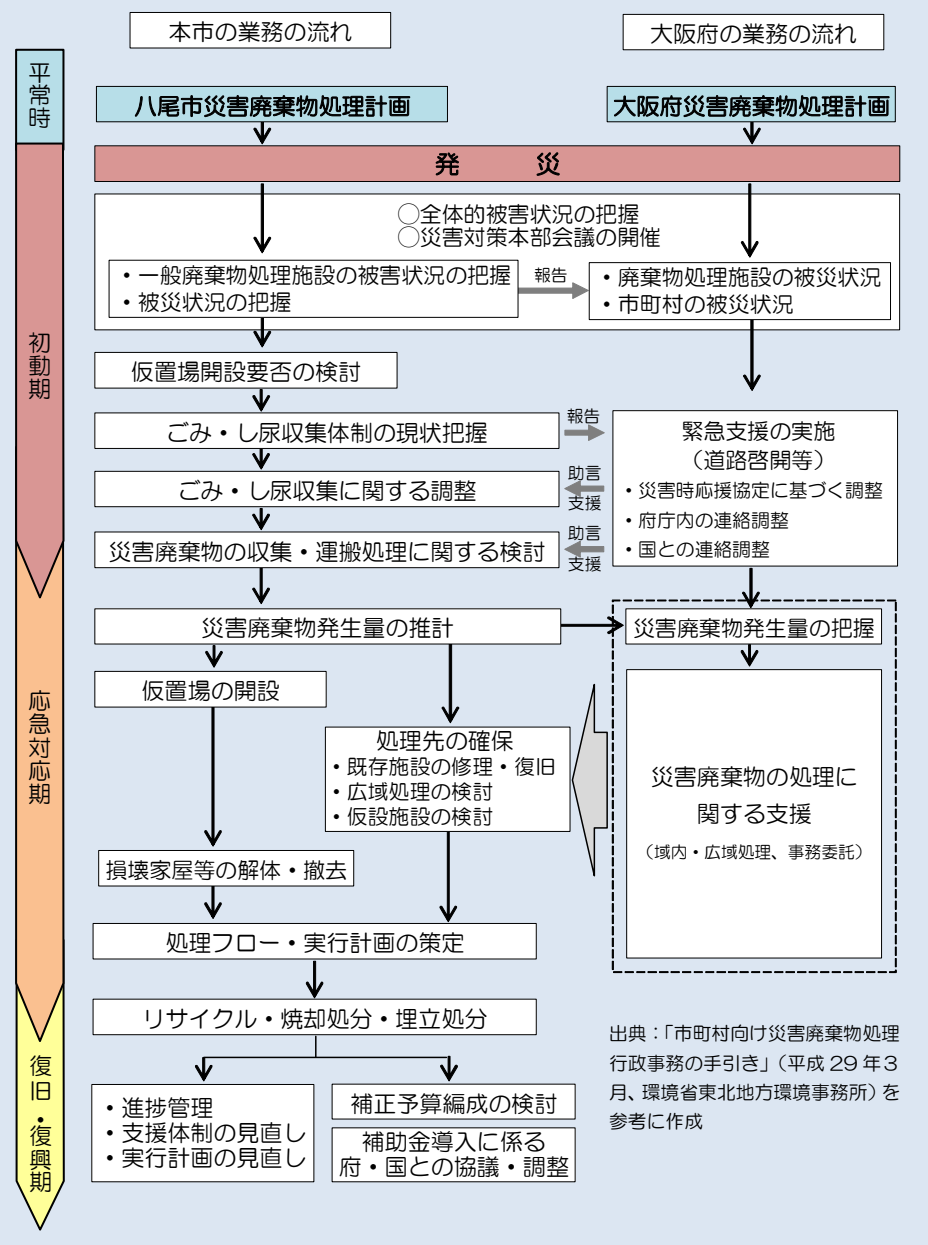 本市の業務の流れ
大阪府の業務の流れ
平常時
八尾市災害廃棄物処理計画
大阪府災害廃棄物処理計画
発　災
初動期
○全体的被害状況の把握
○災害対策本部会議の開催
・一般廃棄物処理施設の被害状況の把握
・被災状況の把握
報告
・廃棄物処理施設の被災状況
・市町村の被災状況
仮置場開設要否の検討
ごみ・し尿収集体制の現状把握
報告
緊急支援の実施
（道路啓開等）
・災害時応援協定に基づく調整
・府庁内の連絡調整
・国との連絡調整
ごみ・し尿収集に関する調整
助言
支援
災害廃棄物の収集・運搬処理に関する検討
助言
支援
応急対応期
災害廃棄物発生量の推計
災害廃棄物発生量の把握
仮置場の開設
処理先の確保
・既存施設の修理・復旧
・広域処理の検討
・仮設施設の検討
災害廃棄物の処理に
関する支援
（域内・広域処理、事務委託）
損壊家屋等の解体・撤去
処理フロー・実行計画の策定
リサイクル・焼却処分・埋立処分
復旧・復興期
・進捗管理
・支援体制の見直し
・実行計画の見直し
補正予算編成の検討
補助金導入に係る
府・国との協議・調整
出典：「市町村向け災害廃棄物処理
行政事務の手引き」（平成 29 年３
月、環境省東北地方環境事務所）を
参考に作成